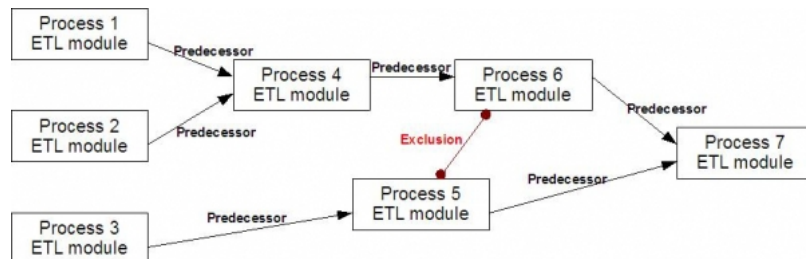 Process 1
ETL module
Predecessor
Process 4
ETL module
Predecessor
Process 6
ETL module
Process 2
ETL module
Predecessor
Predecessor
Process 7
ETL module
Exclusion
Process 5
ETL module
Predecessor
Process 3
ETL module
Predecessor